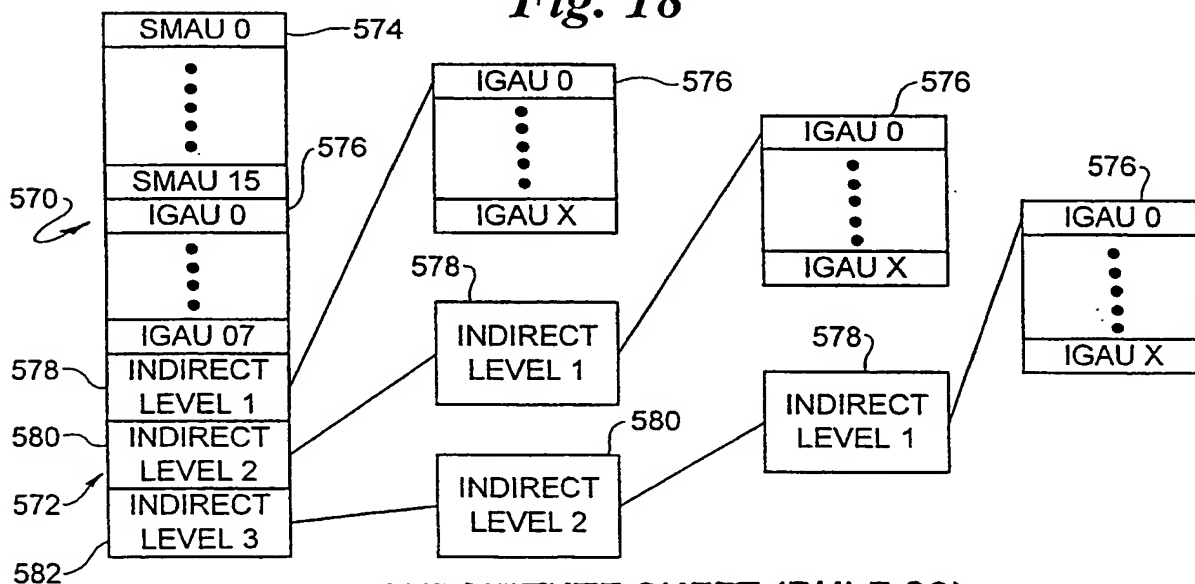 Fig. 18
SMAU 0
574
SMAU 15
IGAU 0
576
570
IGAU 07
578
INDIRECT
LEVEL 1
580
INDIRECT
LEVEL 2
572
INDIRECT
LEVEL 3
582
IGAU 0
576
IGAU X
578
INDIRECT
LEVEL 1
580
INDIRECT
LEVEL 2
576
IGAU 0
IGAU X
578
INDIRECT
LEVEL 1
576
IGAU 0
IGAU X